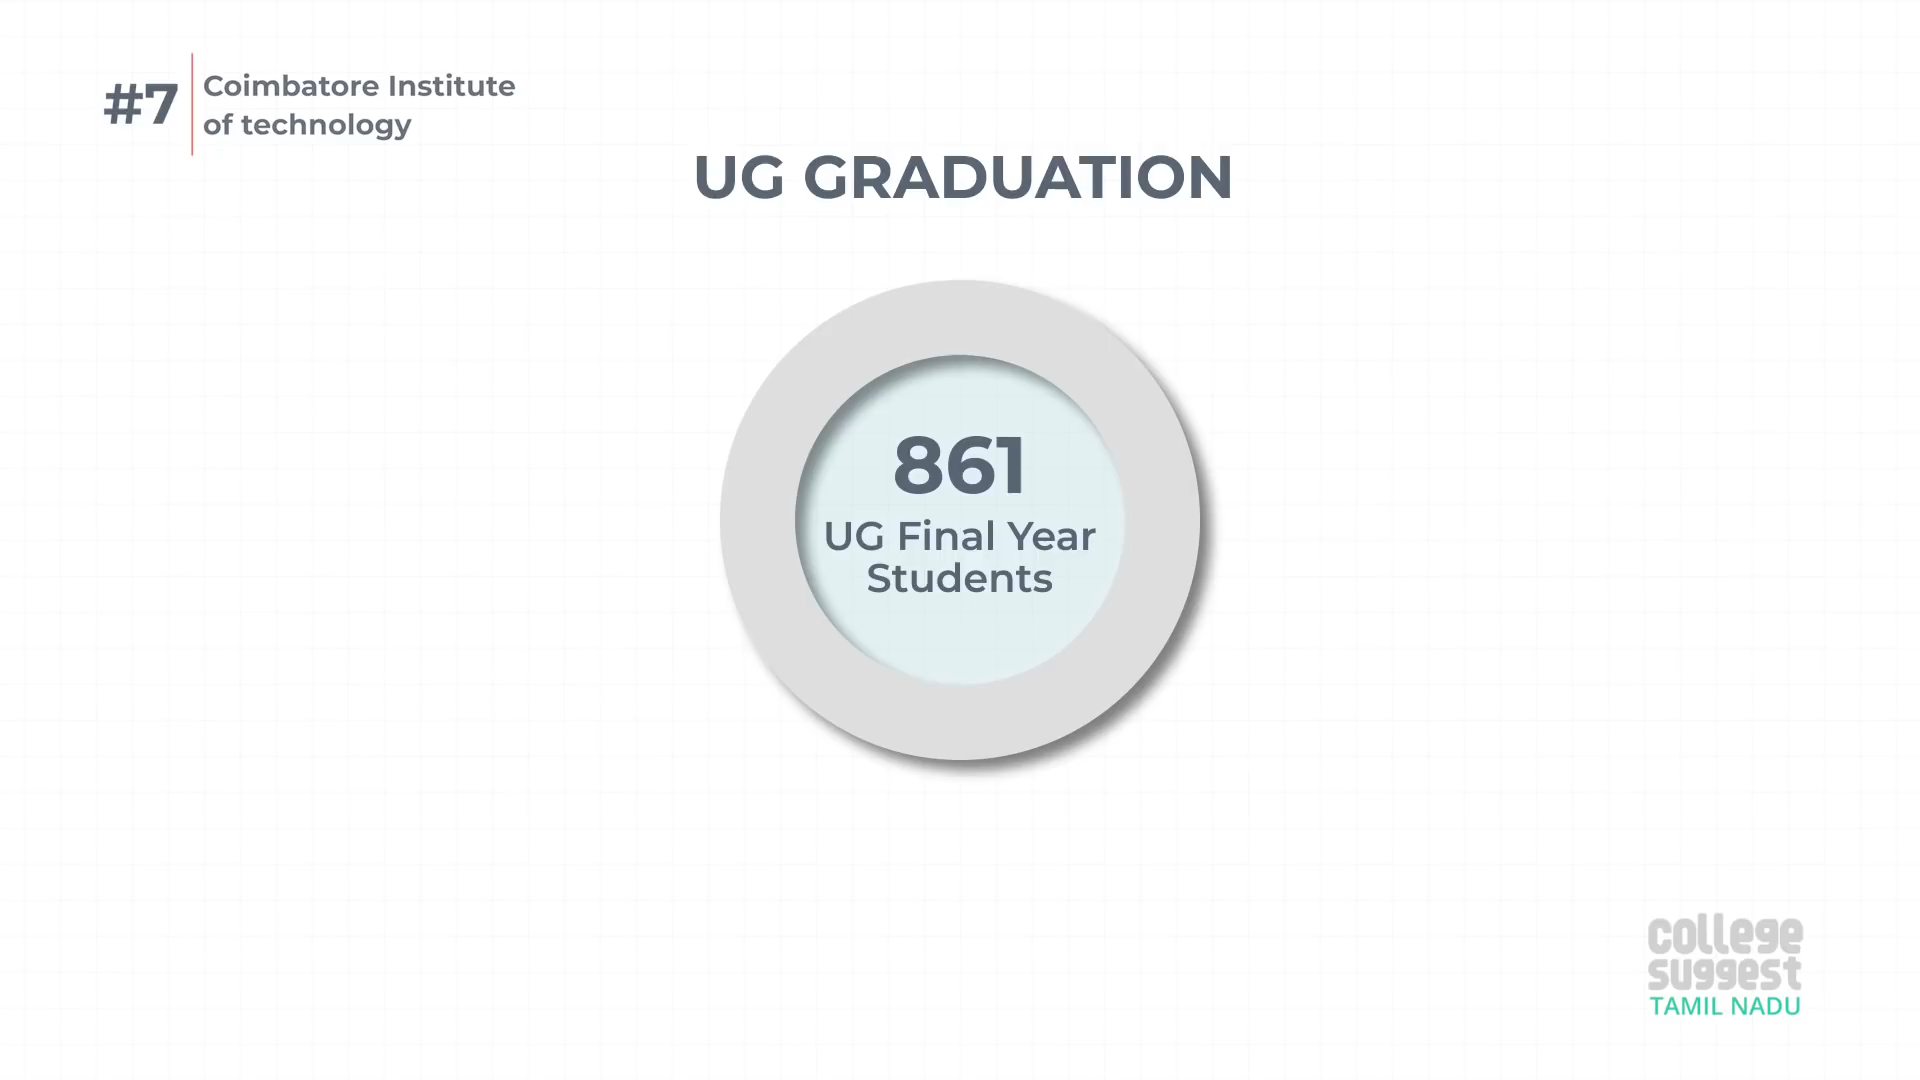 #7
Coimbatore Institute
of technology
UG GRADUATION
861
UG Final Year
Students
college
suggest
TAMIL NADU